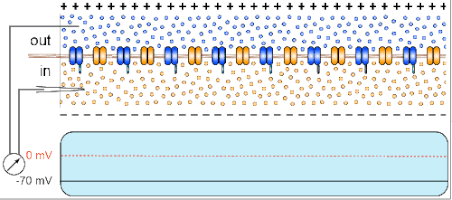 + + + + + + + + + + + + + + + + + + + + + + + + + + + + + + + +
out
in
0 mV
-70 mV